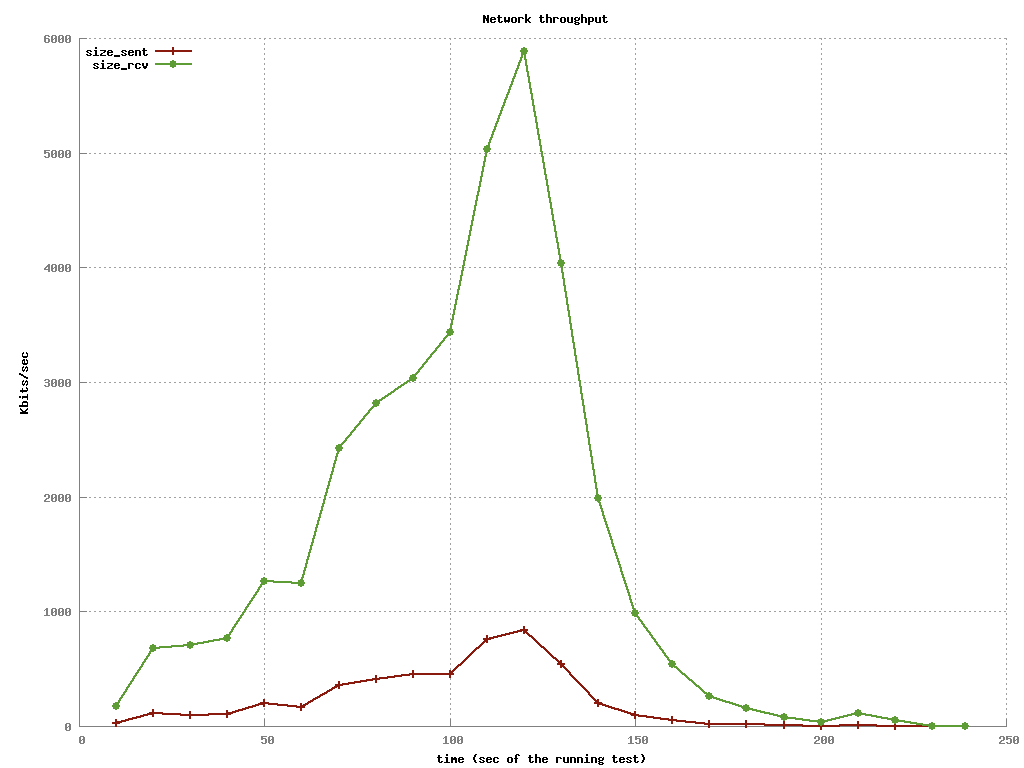 Network throughput
size_sent
size_rcv
6000
5000
4000
3000
2000
1000
0
Kbits/sec
0 50 100 150 200 250
time (sec of the running test)